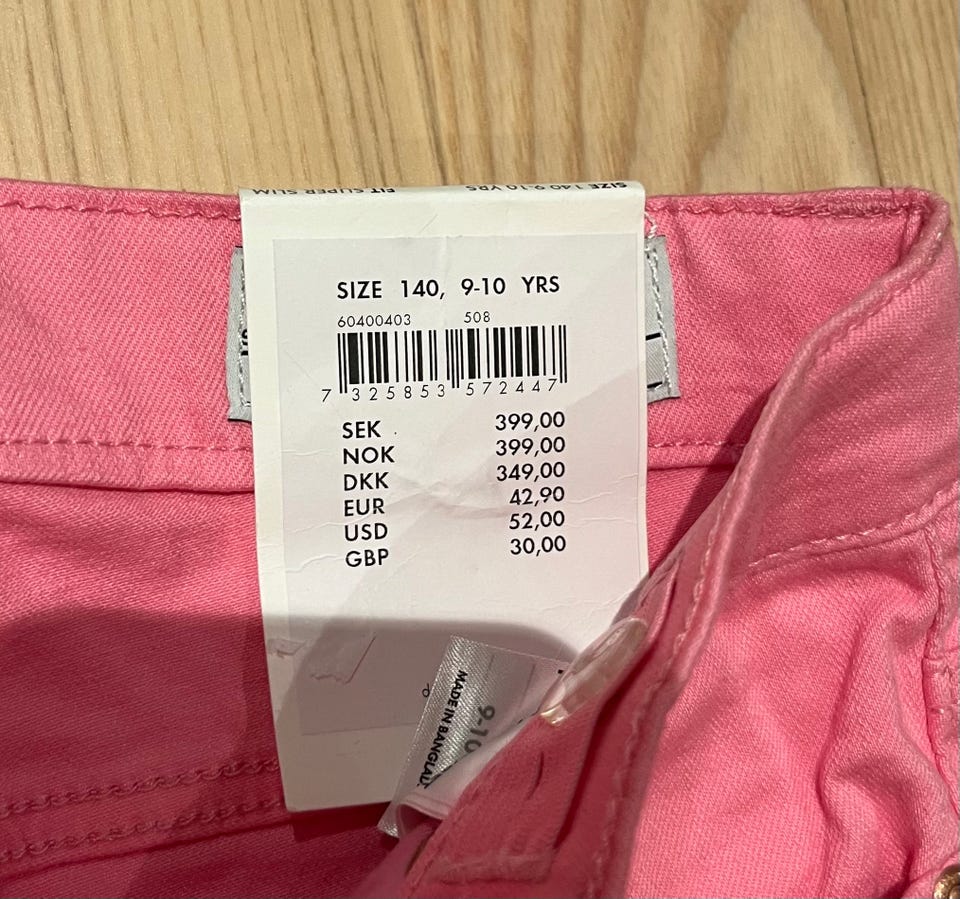 FIT SUPER SLIM
SIZE 140 9-10 YRS
SIZE 140, 9-10 YRS
60400403 508
7 325853 572447
SEK 399,00
NOK 399,00
DKK 349,00
EUR 42,90
USD 52,00
GBP 30,00
9-10
MADE IN BANGLAD